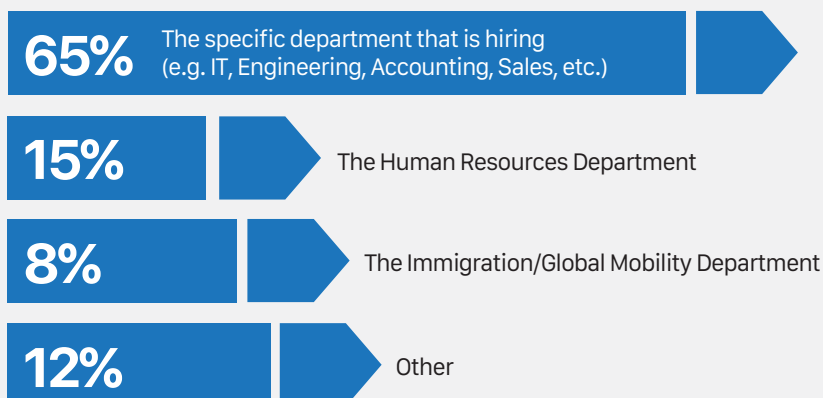 65%
The specific department that is hiring
(e.g. IT, Engineering, Accounting, Sales, etc.)
15%
The Human Resources Department
8%
The Immigration/Global Mobility Department
12%
Other